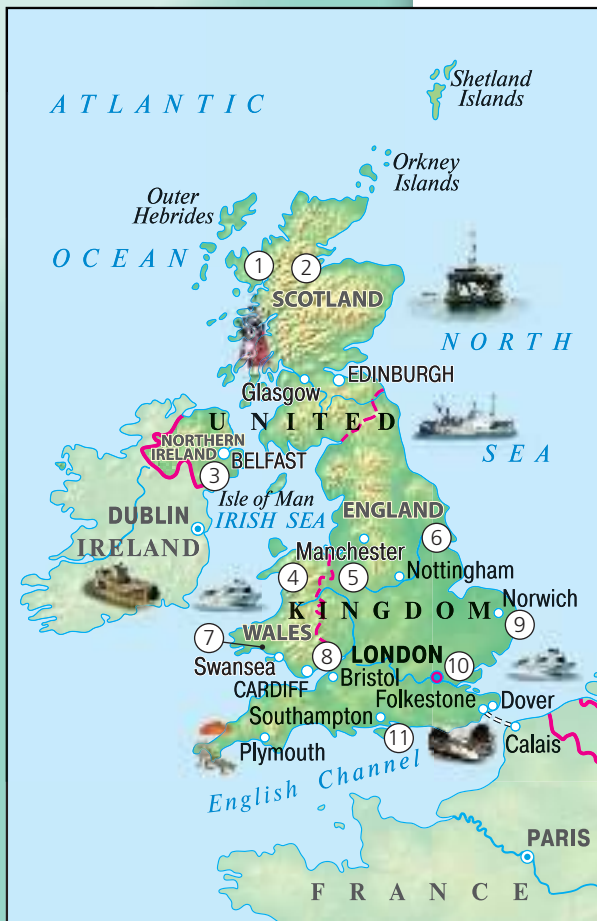 Shetland
Islands
ATLANTIC
Orkney
Islands
Outer
Hebrides
OCEAN
1
2
SCOTLAND
NORTH
Glasgow
EDINBURGH
UNITED
NORTHERN
IRELAND
BELFAST
SEA
3
Isle of Man
IRISH SEA
ENGLAND
DUBLIN
IRELAND
6
Manchester
4
5
Nottingham
KINGDOM
Norwich
9
7
WALES
8
LONDON
10
Swansea
CARDIFF
Bristol
Folkestone
Dover
Southampton
11
Calais
Plymouth
English Channel
PARIS
FRANCE